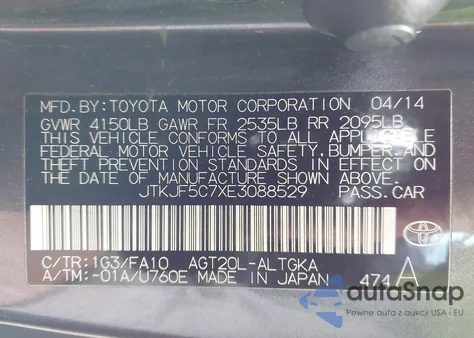 MFD.BY:TOYOTA MOTOR CORPORATION 04/14
GVWR 4150LB GAWR FR 2535LB RR 2095LB
THIS VEHICLE CONFORMS TO ALL APPLICABLE
FEDERAL MOTOR VEHICLE SAFETY,BUMPER,AND
THEFT PREVENTION STANDARDS IN EFFECT ON
THE DATE OF MANUFACTURE SHOWN ABOVE.
JTKJF5C7XE3088529 PASS.CAR
C/TR:1G3/FA10 AGT20L-ALTGKA
A/TM:-01A/U760E MADE IN JAPAN 474 A
TOYOTA
autoSnap
Pewne auta z aukcji USA - EU